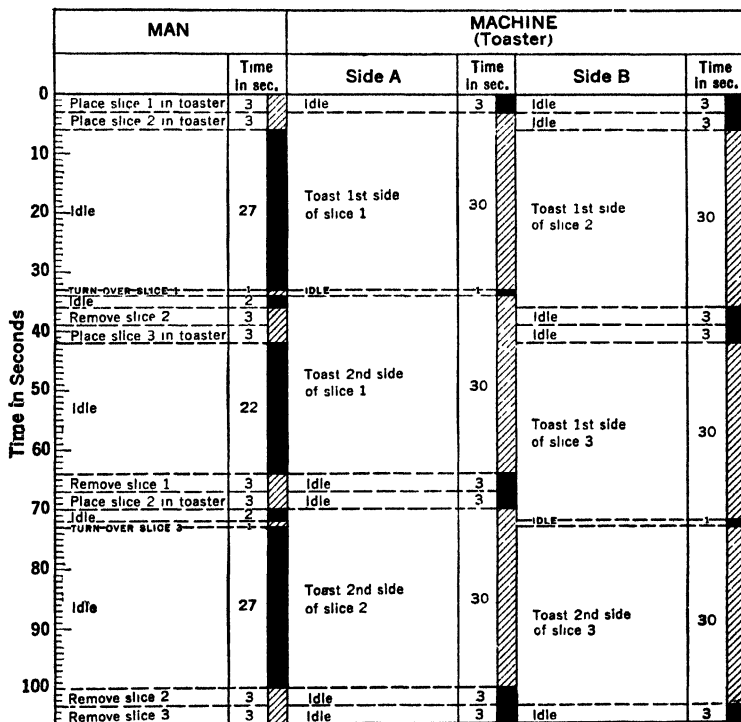 MAN
MACHINE
(Toaster)
Time
in sec.
Side A
Time
in sec.
Side B
Time
in sec.
Time in Seconds
0
Place slice 1 in toaster 3 Idle 3 Idle 3
Place slice 2 in toaster 3 Idle 3
10
Toast 1st side
of slice 1
30
20
Idle 27
Toast 1st side
of slice 2
30
30
TURN OVER SLICE 1 1 IDLE 1
Idle 2
Remove slice 2 3 Idle 3
40
Place slice 3 in toaster 3 Idle 3
Toast 2nd side
of slice 1
30
50
Idle 22
Toast 1st side
of slice 3
30
60
Remove slice 1 3 Idle 3
Place slice 2 in toaster 3 Idle 3
70
Idle 2
TURN OVER SLICE 3 1 IDLE 1
80
Idle 27
Toast 2nd side
of slice 2
30
Toast 2nd side
of slice 3
30
90
100
Remove slice 2 3 Idle 3
Remove slice 3 3 Idle 3 Idle 3